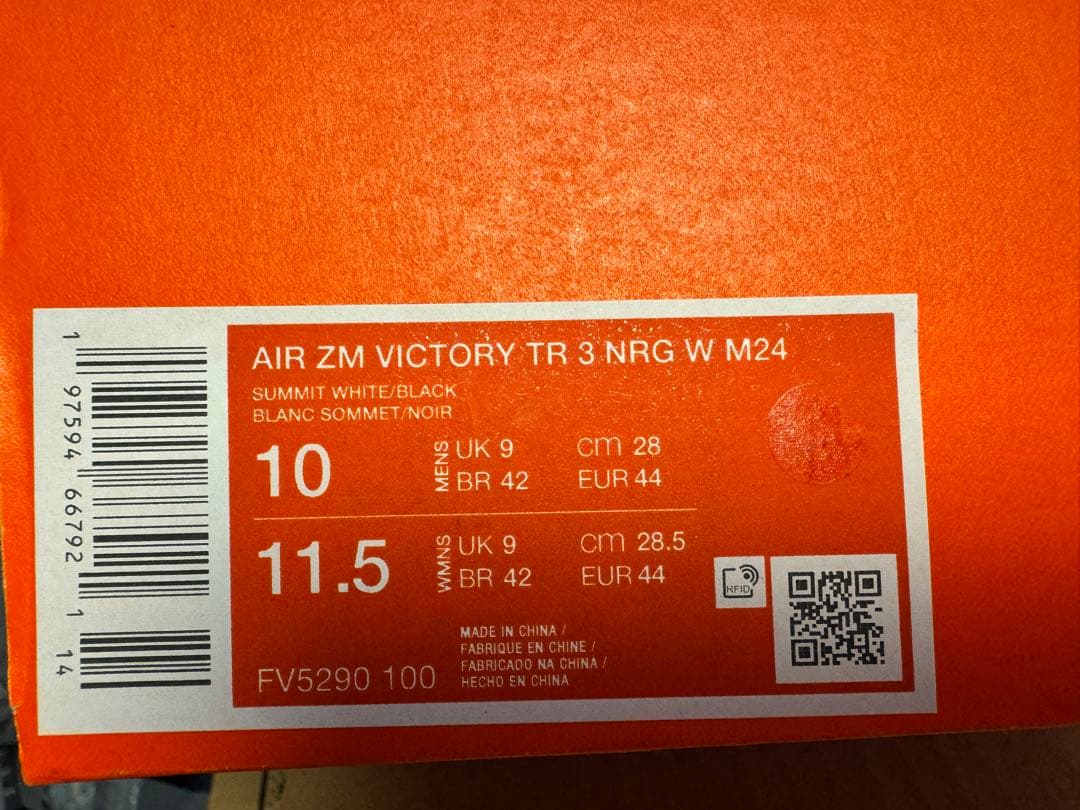 AIR ZM VICTORY TR 3 NRG W M24
SUMMIT WHITE/BLACK
BLANC SOMMET/NOIR
10
MENS
UK 9
cm 28
BR 42
EUR 44
11.5
WMNS
UK 9
cm 28.5
BR 42
EUR 44
RFID
FV5290 100
MADE IN CHINA /
FABRIQUE EN CHINE /
FABRICADO NA CHINA /
HECHO EN CHINA
1 97594 66792 1 14